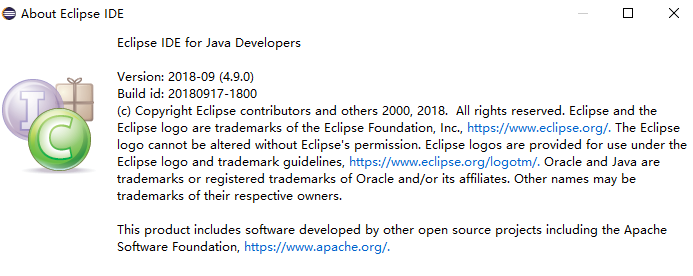 About Eclipse IDE
Eclipse IDE for Java Developers
Version: 2018-09 (4.9.0)
Build id: 20180917-1800
(c) Copyright Eclipse contributors and others 2000, 2018.  All rights reserved. Eclipse and the
Eclipse logo are trademarks of the Eclipse Foundation, Inc., https://www.eclipse.org/. The Eclipse
logo cannot be altered without Eclipse's permission. Eclipse logos are provided for use under the
Eclipse logo and trademark guidelines, https://www.eclipse.org/logotm/. Oracle and Java are
trademarks or registered trademarks of Oracle and/or its affiliates. Other names may be
trademarks of their respective owners.
This product includes software developed by other open source projects including the Apache
Software Foundation, https://www.apache.org/.
I
C